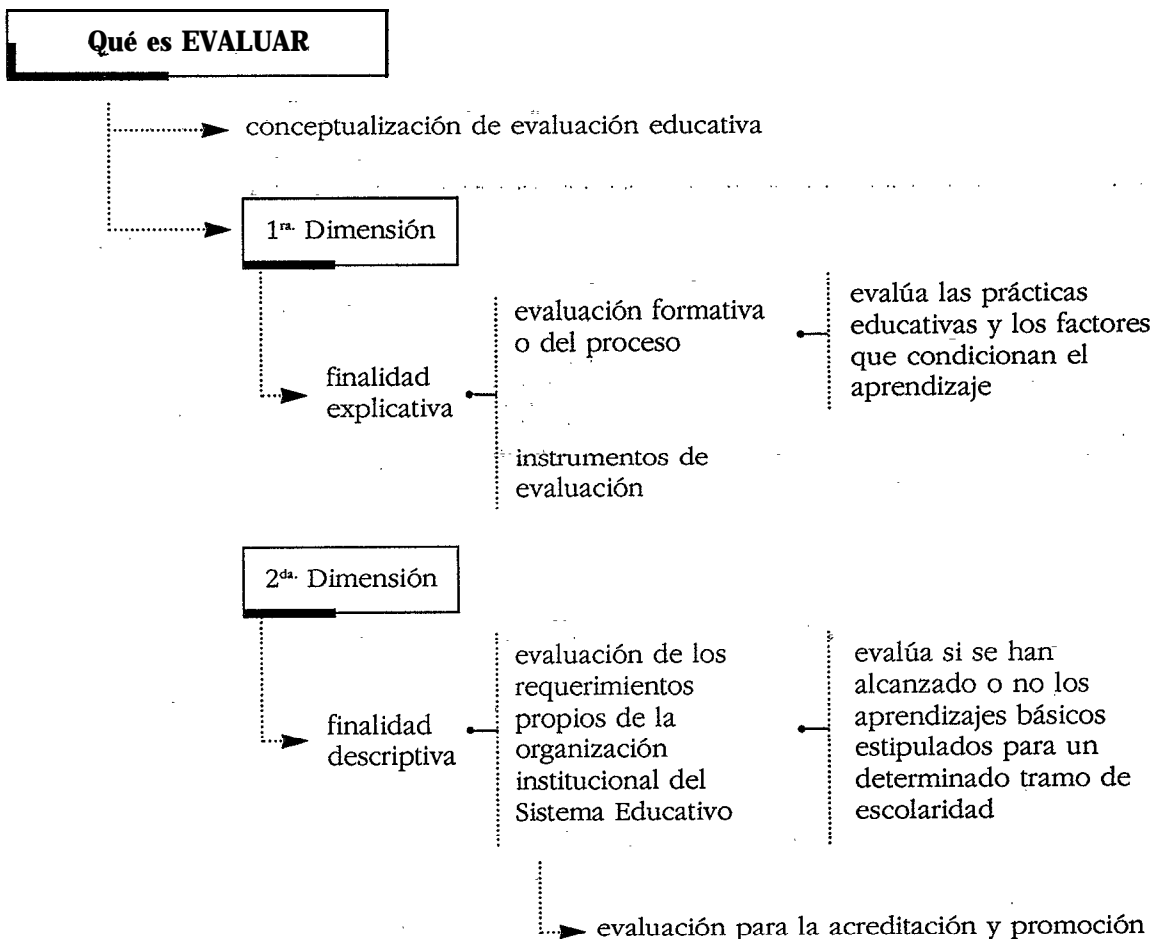 Qué es EVALUAR
conceptualización de evaluación educativa
1ra. Dimensión
finalidad
explicativa
evaluación formativa
o del proceso
evalúa las prácticas
educativas y los factores
que condicionan el
aprendizaje
instrumentos de
evaluación
2da. Dimensión
finalidad
descriptiva
evaluación de los
requerimientos
propios de la
organización
institucional del
Sistema Educativo
evalúa si se han
alcanzado o no los
aprendizajes básicos
estipulados para un
determinado tramo de
escolaridad
evaluación para la acreditación y promoción